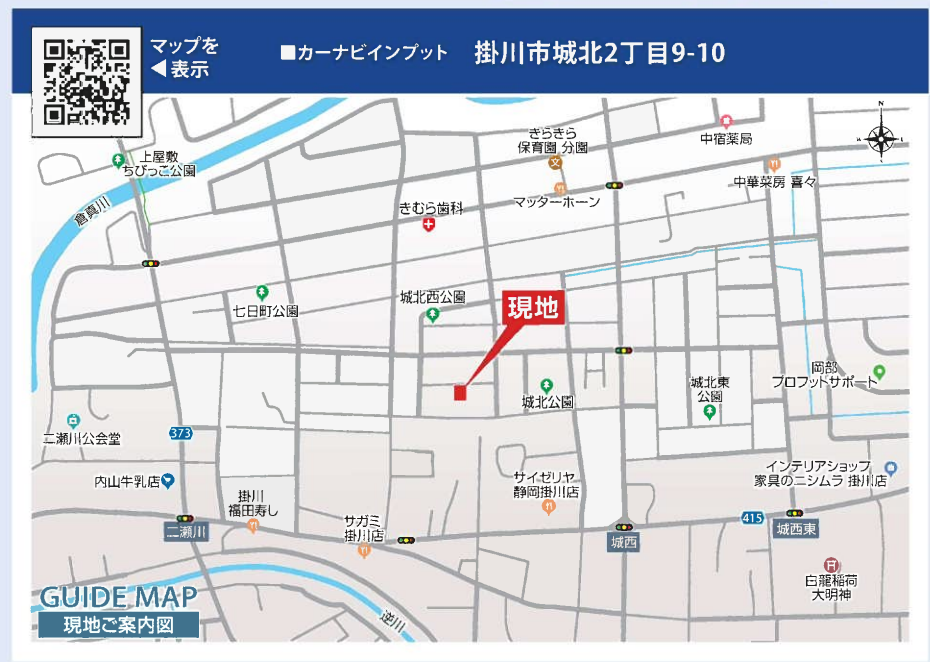 マップを
◀表示
■カーナビインプット 掛川市城北2丁目9-10
N
きらきら
保育園 分園
中宿薬局
上屋敷
ちびっこ公園
中華菜房 喜々
マッターホーン
倉真川
きむら歯科
七日町公園
城北西公園
現地
岡部
プロフットサポート
城北東
公園
城北公園
二瀬川公会堂
373
サイゼリヤ
静岡掛川店
インテリアショップ
家具のニシムラ 掛川店
内山牛乳店
掛川
福田寿し
サガミ
掛川店
415
二瀬川
城西
城西東
白龍稲荷
大明神
GUIDE MAP
現地ご案内図